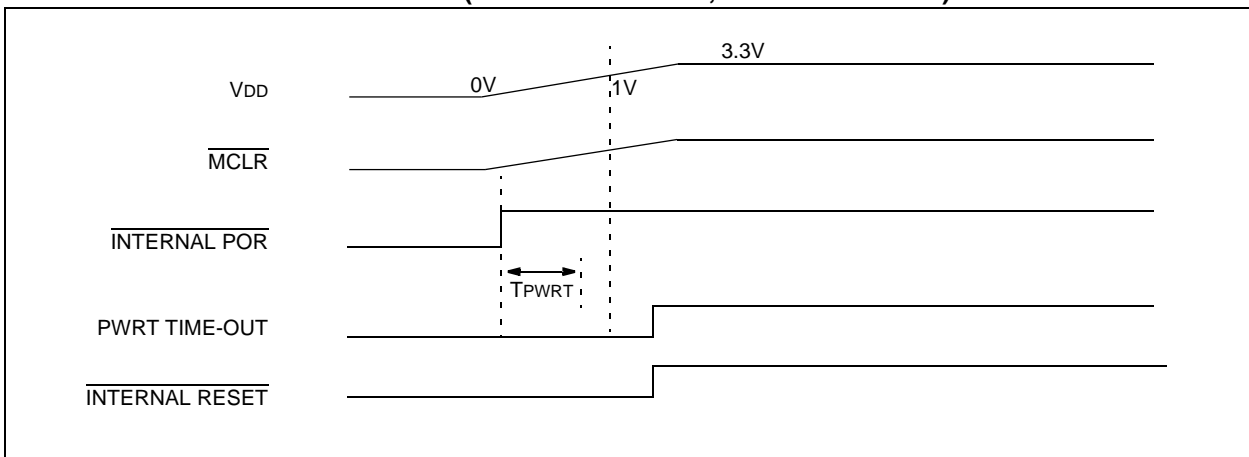 3.3V
VDD
0V
1V
MCLR
INTERNAL POR
TPWRT
PWRT TIME-OUT
INTERNAL RESET